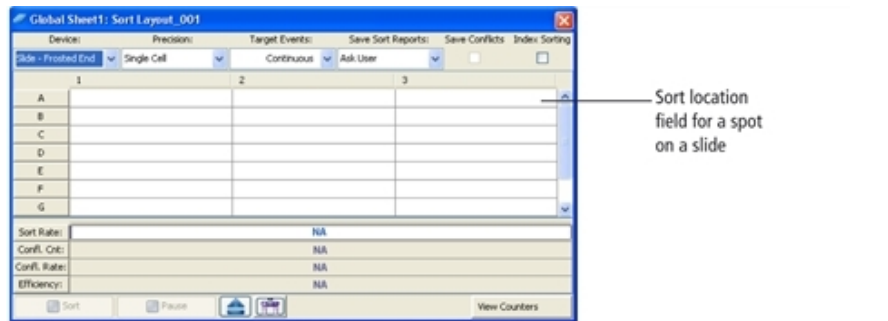 Global Sheet1: Sort Layout_001
Device: Precision: Target Events: Save Sort Reports: Save Conflicts Index Sorting
Slide - Frosted End Single Cell Continuous Ask User
1 2 3
A
B
C
D
E
F
G
Sort location
field for a spot
on a slide
Sort Rate: NA
Confl. Cnt: NA
Confl. Rate: NA
Efficiency: NA
Sort Pause View Counters